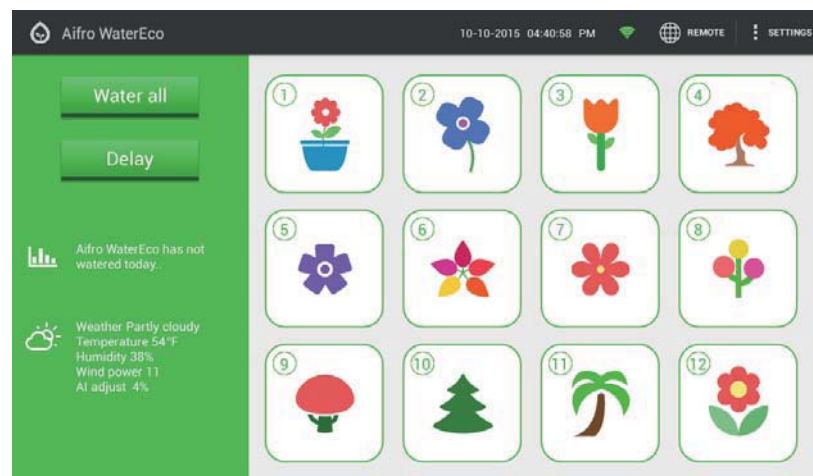 Aifro WaterEco
10-10-2015 04:40:58 PM
REMOTE
SETTINGS
Water all
Delay
Aifro WaterEco has not
watered today..
Weather Partly cloudy
Temperature 54°F
Humidity 38%
Wind power 11
AI adjust 4%
1
2
3
4
5
6
7
8
9
10
11
12